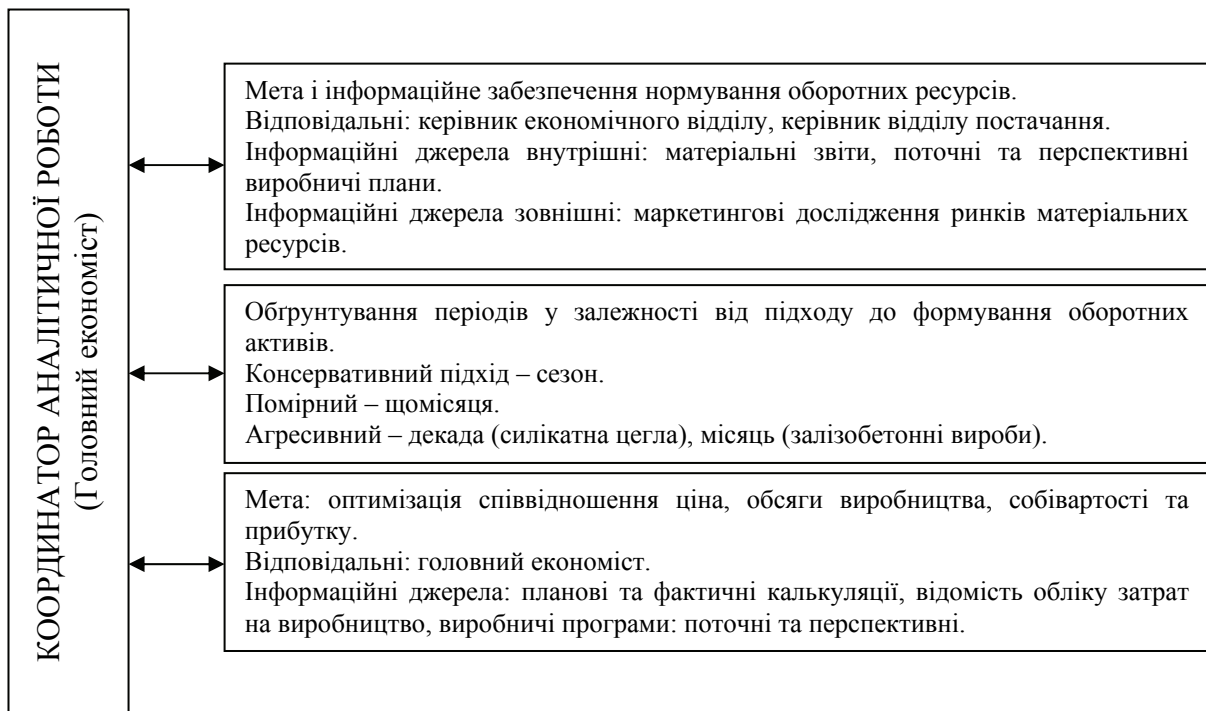 КООРДИНАТОР АНАЛІТИЧНОЇ РОБОТИ
(Головний економіст)
Мета і інформаційне забезпечення нормування оборотних ресурсів.
Відповідальні: керівник економічного відділу, керівник відділу постачання.
Інформаційні джерела внутрішні: матеріальні звіти, поточні та перспективні
виробничі плани.
Інформаційні джерела зовнішні: маркетингові дослідження ринків матеріальних
ресурсів.
Обґрунтування періодів у залежності від підходу до формування оборотних
активів.
Консервативний підхід – сезон.
Помірний – щомісяця.
Агресивний – декада (силікатна цегла), місяць (залізобетонні вироби).
Мета: оптимізація співвідношення ціна, обсяги виробництва, собівартості та
прибутку.
Відповідальні: головний економіст.
Інформаційні джерела: планові та фактичні калькуляції, відомість обліку затрат
на виробництво, виробничі програми: поточні та перспективні.